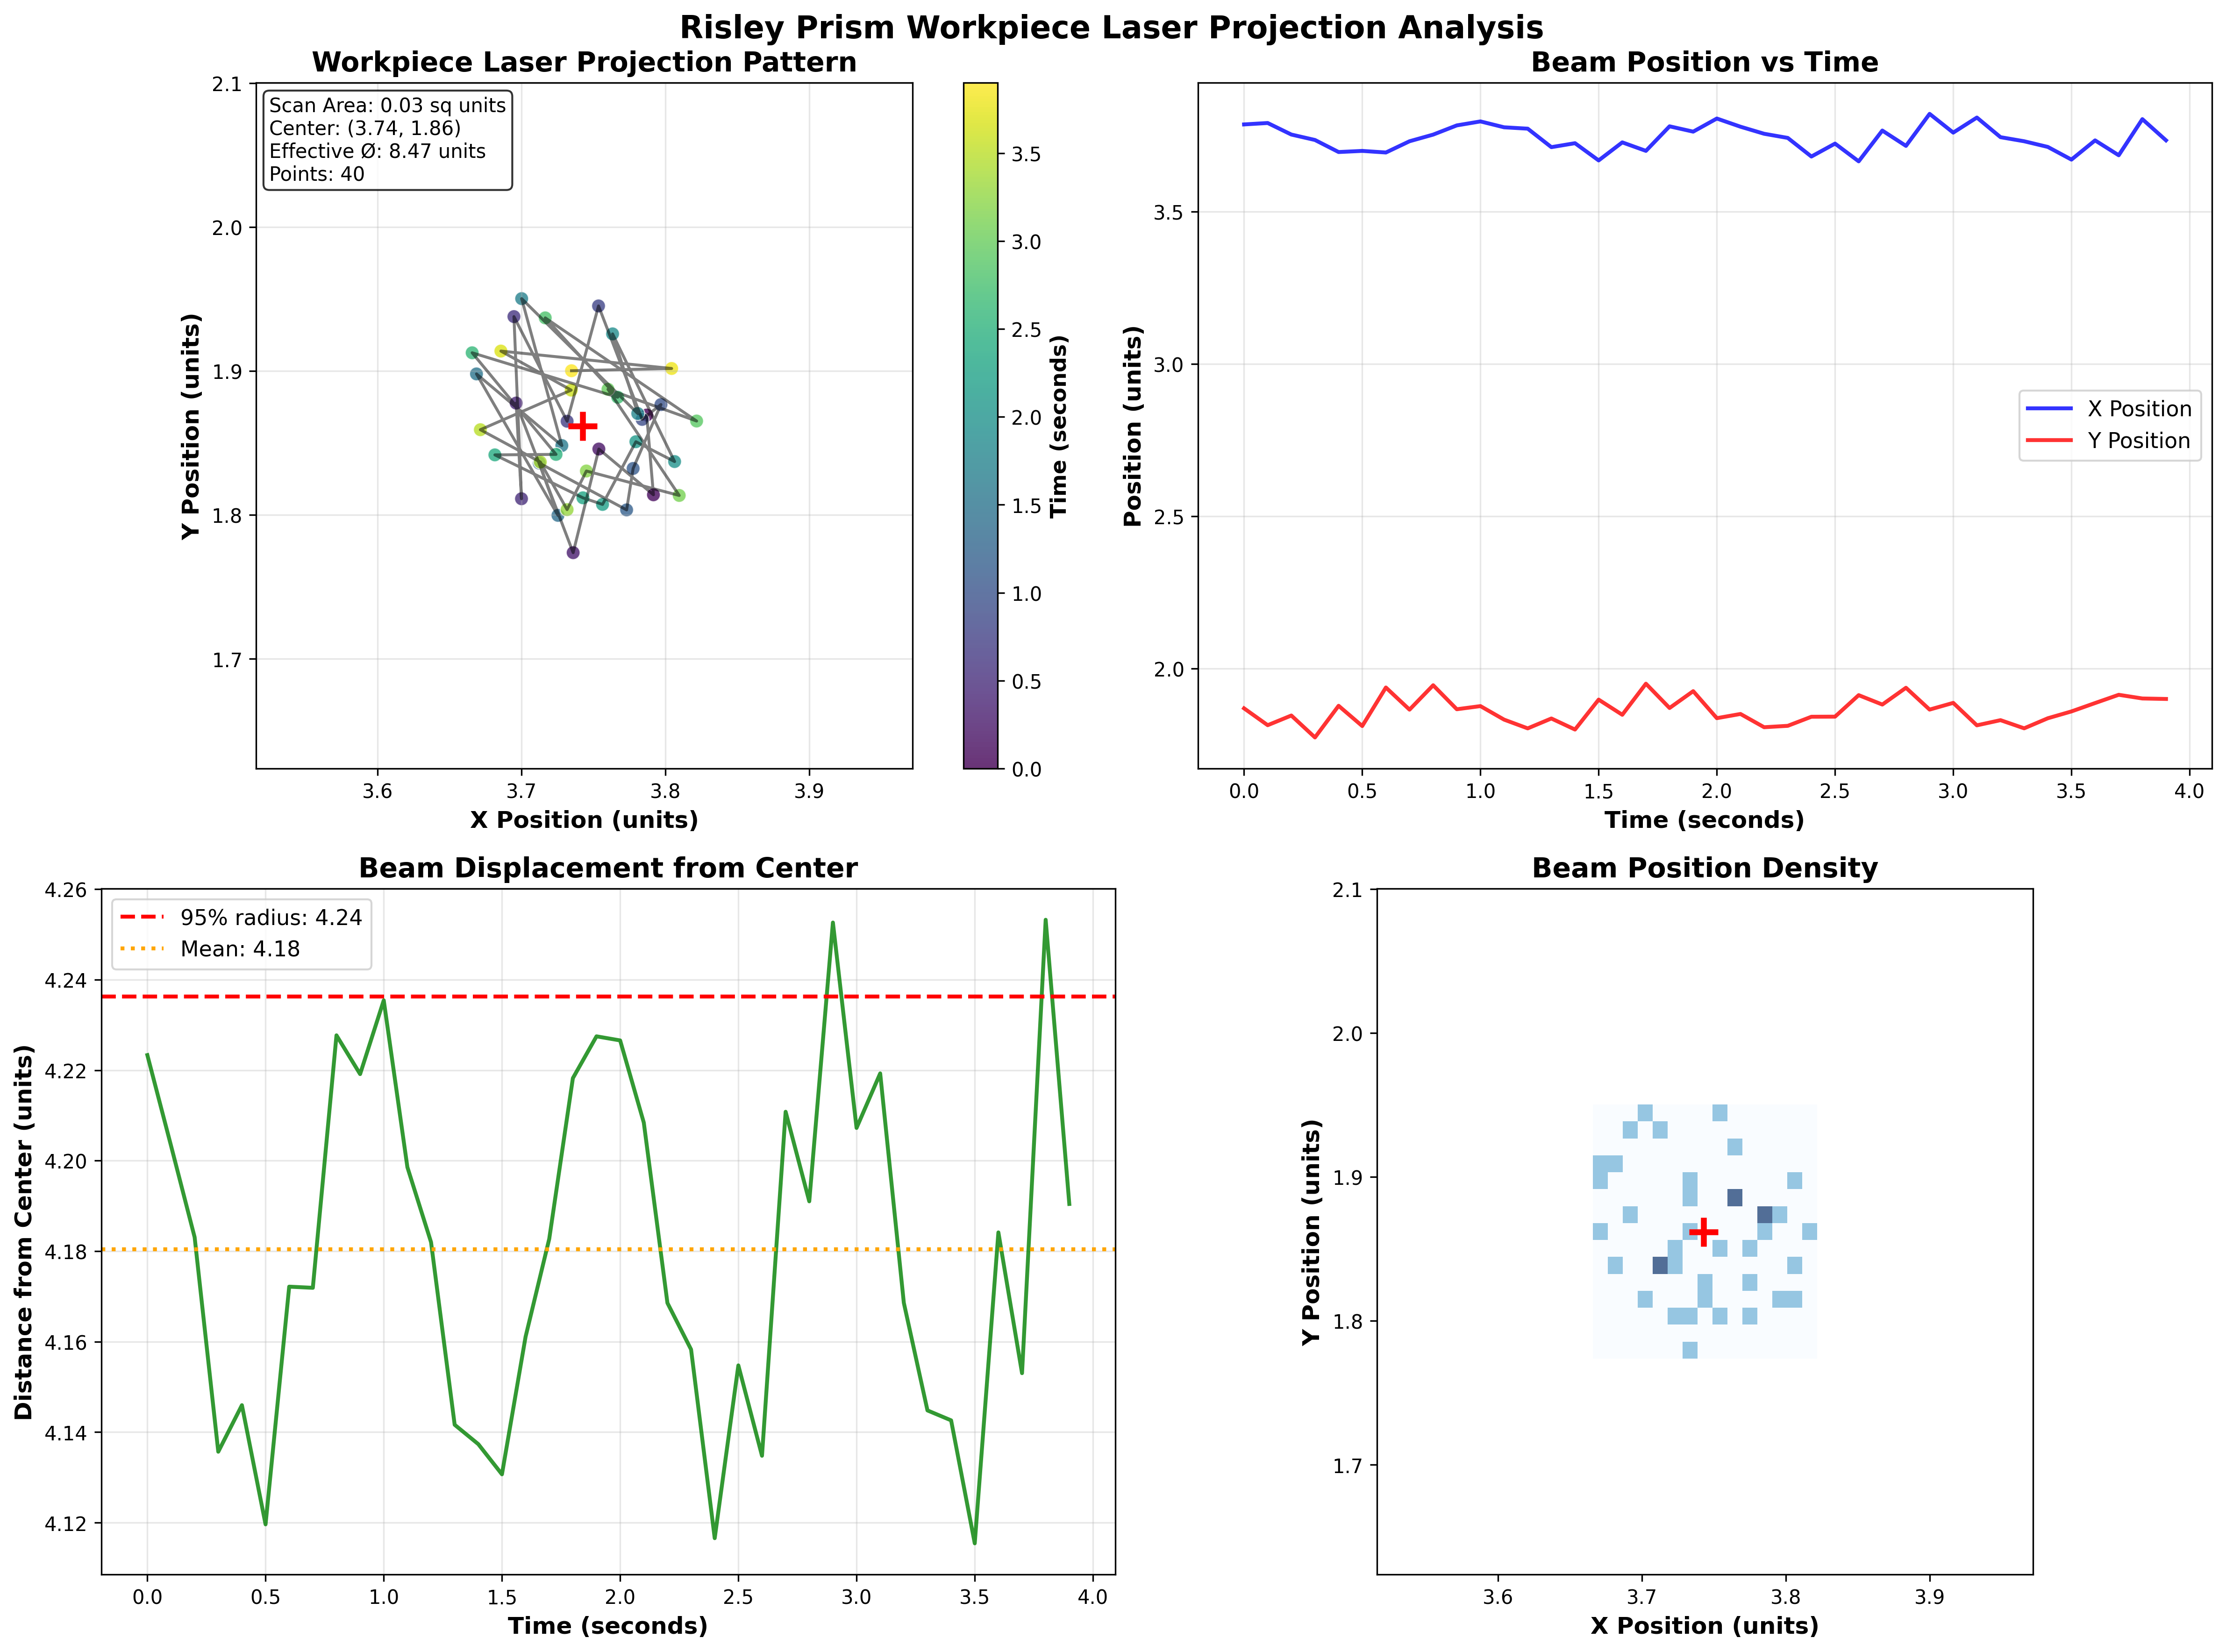 Risley Prism Workpiece Laser Projection Analysis
Workpiece Laser Projection Pattern
Scan Area: 0.03 sq units
Center: (3.74, 1.86)
Effective Ø: 8.47 units
Points: 40
2.1
2.0
1.9
1.8
1.7
Y Position (units)
3.6 3.7 3.8 3.9
X Position (units)
3.5
3.0
2.5
2.0
1.5
1.0
0.5
0.0
Time (seconds)
Beam Position vs Time
3.5
3.0
2.5
2.0
Position (units)
X Position
Y Position
0.0 0.5 1.0 1.5 2.0 2.5 3.0 3.5 4.0
Time (seconds)
Beam Displacement from Center
95% radius: 4.24
Mean: 4.18
4.26
4.24
4.22
4.20
4.18
4.16
4.14
4.12
Distance from Center (units)
0.0 0.5 1.0 1.5 2.0 2.5 3.0 3.5 4.0
Time (seconds)
Beam Position Density
2.1
2.0
1.9
1.8
1.7
Y Position (units)
3.6 3.7 3.8 3.9
X Position (units)